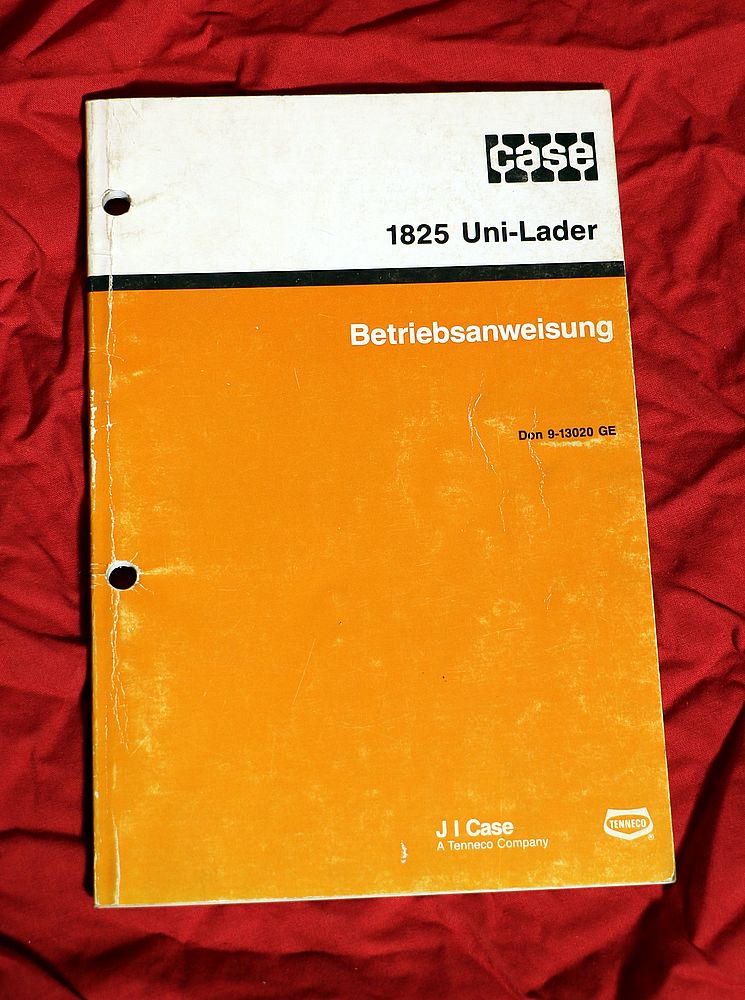 case
1825 Uni-Lader
Betriebsanweisung
Don 9-13020 GE
J I Case
A Tenneco Company
TENNECO
®